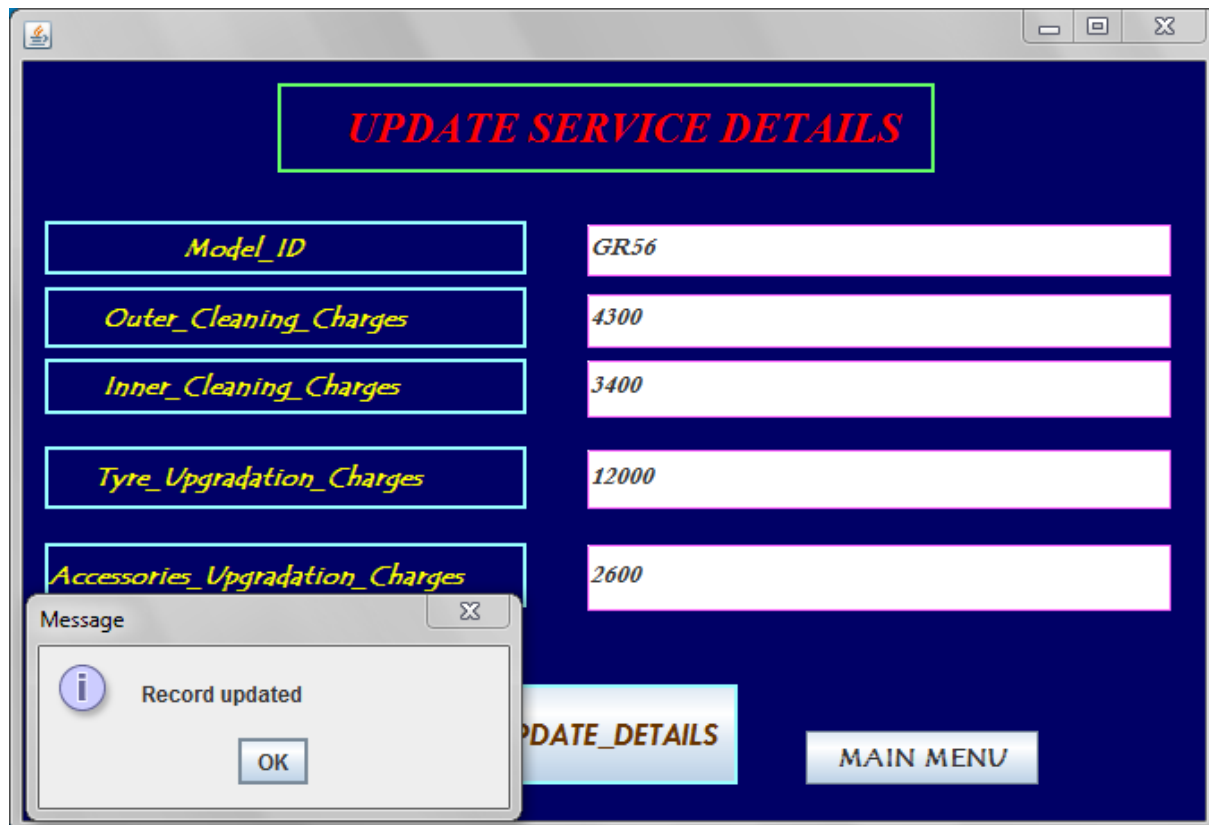 UPDATE SERVICE DETAILS
Model_ID
GR56
Outer_Cleaning_Charges
4300
Inner_Cleaning_Charges
3400
Tyre_Upgradation_Charges
12000
Accessories_Upgradation_Charges
2600
Message
Record updated
OK
PDATE_DETAILS
MAIN MENU